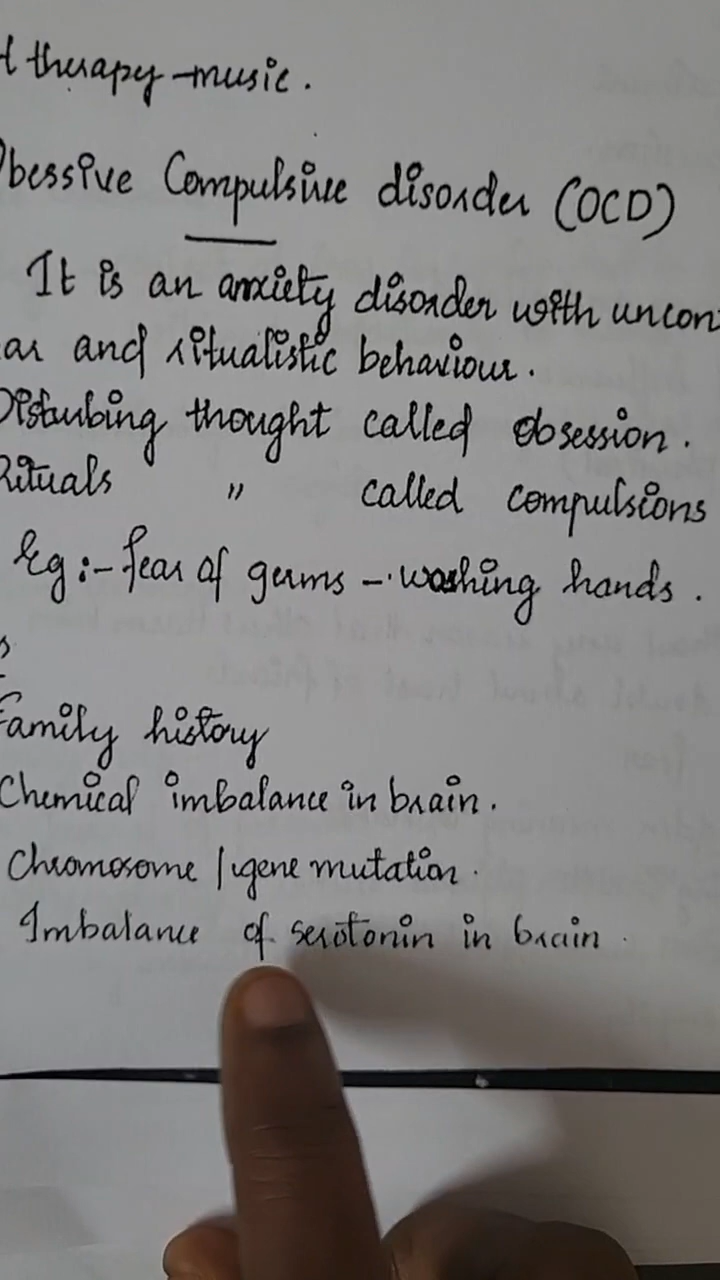 therapy-music.
Obessive Compulsive disorder (OCD)
It is an anxiety disorder with uncon
and ritualistic behaviour.
Disturbing thought called obsession.
Rituals " called compulsions
Eg:- fear of germs - washing hands.
Family history
Chemical imbalance in brain.
Chromosome / gene mutation.
Imbalance of serotonin in brain.